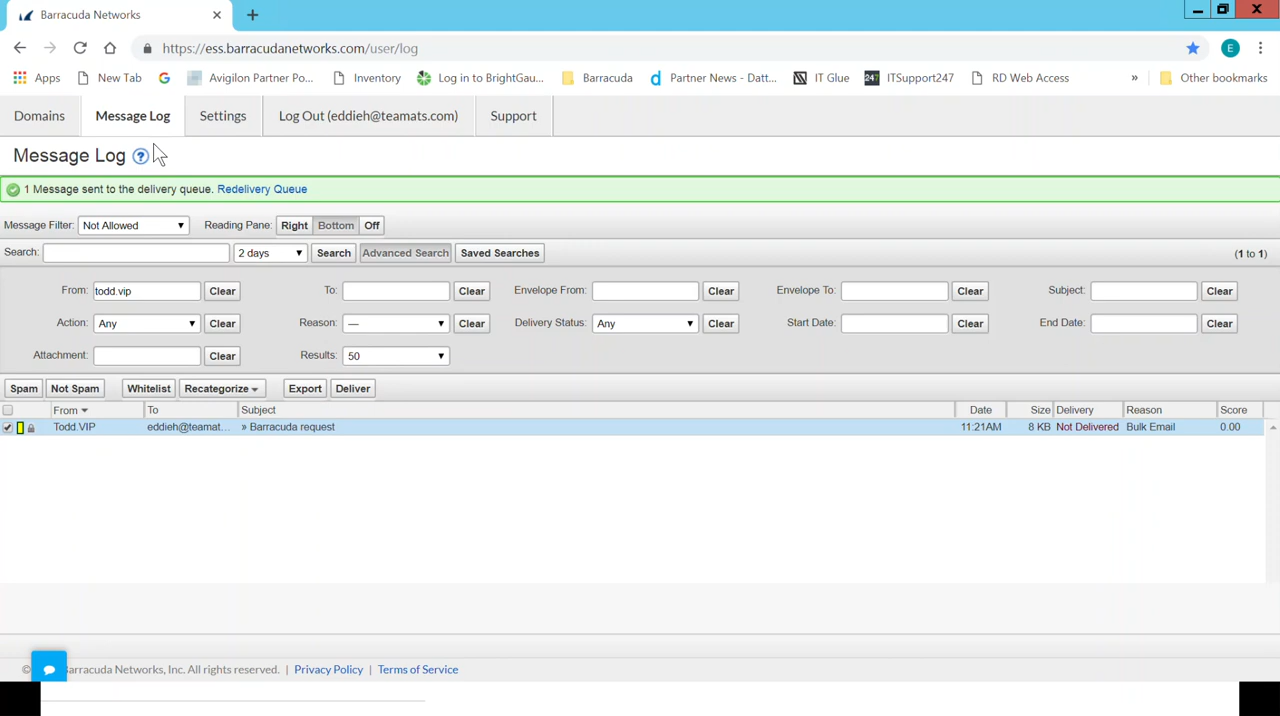 Barracuda Networks
https://ess.barracudanetworks.com/user/log
E
Apps New Tab Avigilon Partner Po... Inventory Log in to BrightGau... Barracuda Partner News - Datt... IT Glue ITSupport247 RD Web Access » Other bookmarks
Domains Message Log Settings Log Out (eddieh@teamats.com) Support
Message Log ?
1 Message sent to the delivery queue. Redelivery Queue
Message Filter: Not Allowed Reading Pane: Right Bottom Off
Search: 2 days Search Advanced Search Saved Searches (1 to 1)
From: todd.vip Clear To: Clear Envelope From: Clear Envelope To: Clear Subject: Clear
Action: Any Clear Reason: — Clear Delivery Status: Any Clear Start Date: Clear End Date: Clear
Attachment: Clear Results: 50
Spam Not Spam Whitelist Recategorize Export Deliver
From To Subject Date Size Delivery Reason Score
Todd.VIP eddieh@teamat... » Barracuda request 11:21AM 8 KB Not Delivered Bulk Email 0.00
© arracuda Networks, Inc. All rights reserved. | Privacy Policy | Terms of Service